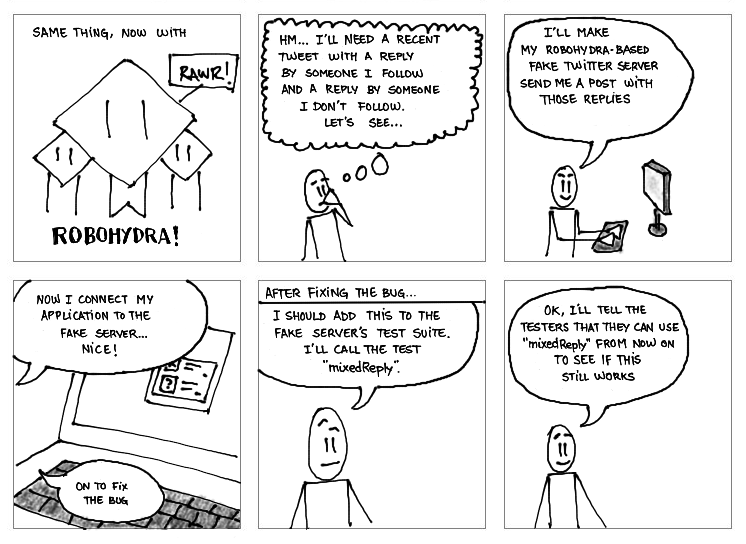 SAME THING, NOW WITH
RAWR!
ROBOHYDRA!
HM... I'LL NEED A RECENT
TWEET WITH A REPLY
BY SOMEONE I FOLLOW
AND A REPLY BY SOMEONE
I DON'T FOLLOW.
LET'S SEE...
I'LL MAKE
MY ROBOHYDRA-BASED
FAKE TWITTER SERVER
SEND ME A POST WITH
THOSE REPLIES
NOW I CONNECT MY
APPLICATION TO THE
FAKE SERVER...
NICE!
?
ON TO FIX
THE BUG
AFTER FIXING THE BUG...
I SHOULD ADD THIS TO THE
FAKE SERVER'S TEST SUITE.
I'LL CALL THE TEST
"mixedReply".
OK, I'LL TELL THE
TESTERS THAT THEY CAN USE
"mixedReply" FROM NOW ON
TO SEE IF THIS
STILL WORKS